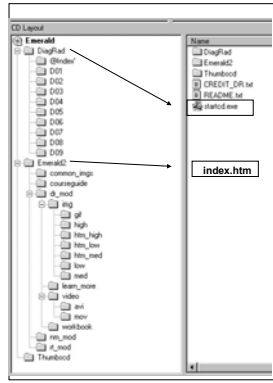 CD Layout
Emerald
DiagRad
@Index'
D01
D02
D03
D04
D05
D06
D07
D08
D09
Emerald2
common_imgs
courseguide
dr_mod
img
gif
high
htm_high
htm_low
htm_med
low
med
learn_more
video
avi
mov
workbook
nm_mod
rt_mod
Thumbscd
Name
DiagRad
Emerald2
Thumbscd
CREDIT_DR.txt
README.txt
startcd.exe
index.htm